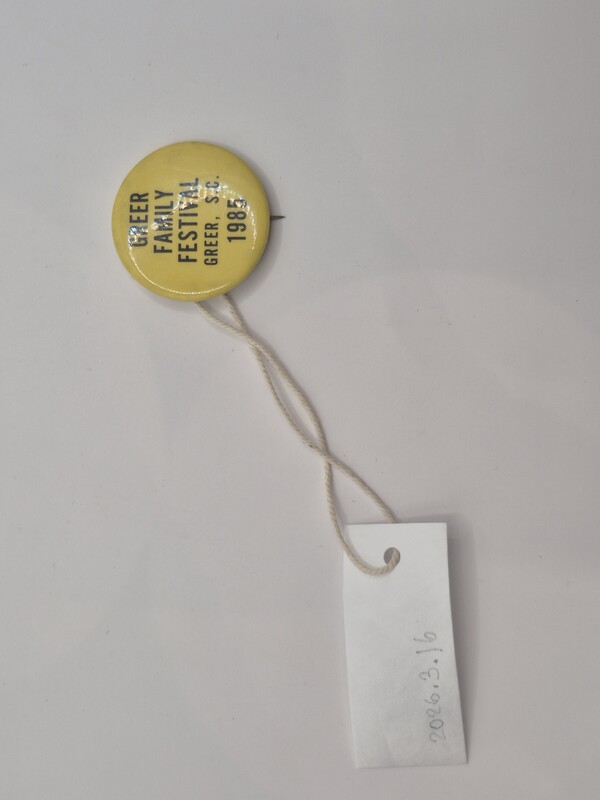 GREER
FAMILY
FESTIVAL
GREER, S.C.
1985
2026.3.16